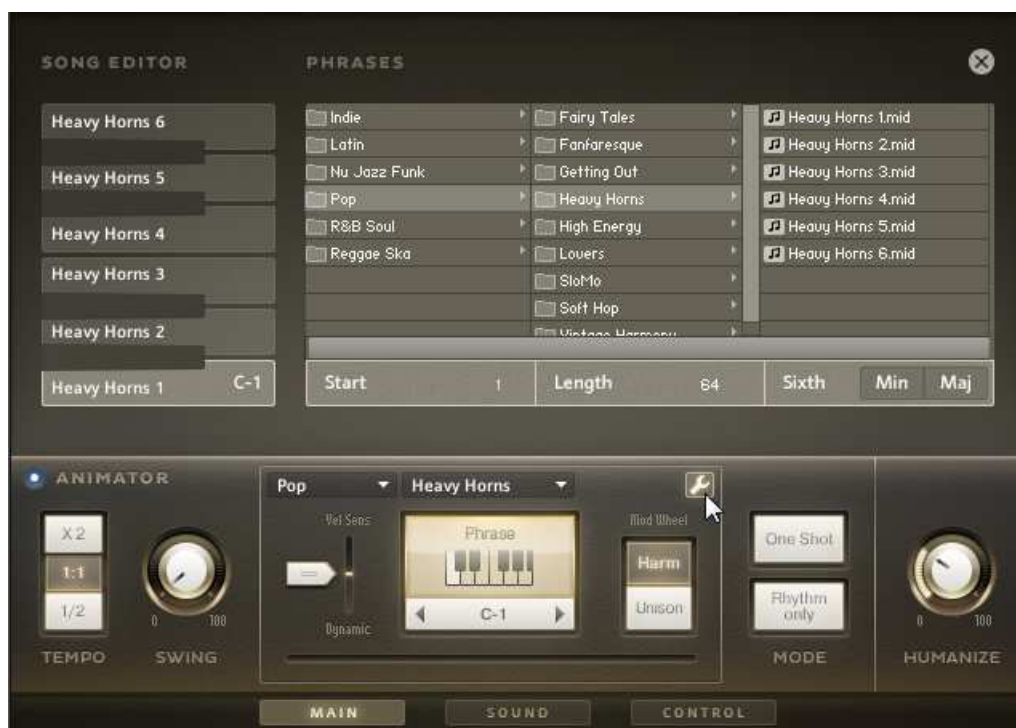 SONG EDITOR
PHRASES
Heavy Horns 6
Heavy Horns 5
Heavy Horns 4
Heavy Horns 3
Heavy Horns 2
Heavy Horns 1 C-1
Indie
Latin
Nu Jazz Funk
Pop
R&B Soul
Reggae Ska
Fairy Tales
Fanfaresque
Getting Out
Heavy Horns
High Energy
Lovers
SloMo
Soft Hop
Vintage Harmony
Heavy Horns 1.mid
Heavy Horns 2.mid
Heavy Horns 3.mid
Heavy Horns 4.mid
Heavy Horns 5.mid
Heavy Horns 6.mid
Start 1 Length 64 Sixth Min Maj
ANIMATOR
X 2
1:1
1/2
TEMPO
0 100
SWING
Pop Heavy Horns
Vel Sens
Dynamic
Phrase
C-1
Mod Wheel
Harm
Unison
One Shot
Rhythm
only
MODE
0 100
HUMANIZE
MAIN SOUND CONTROL